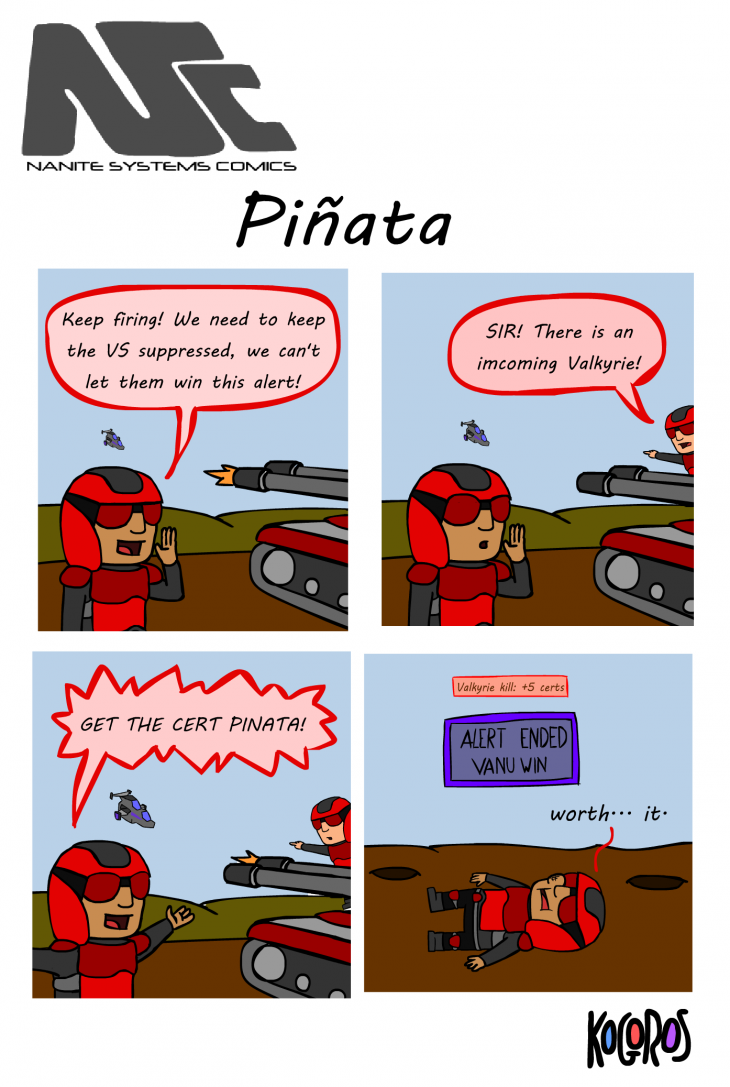 NSC
NANITE SYSTEMS COMICS
Piñata
Keep firing! We need to keep
the VS suppressed, we can't
let them win this alert!
SIR! There is an
imcoming Valkyrie!
GET THE CERT PINATA!
Valkyrie kill: +5 certs
ALERT ENDED
VANU WIN
worth... it.
KOGOROS